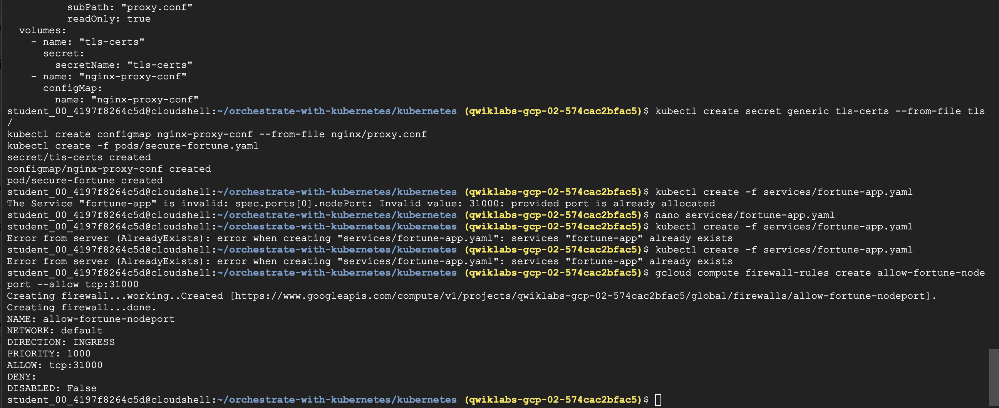 subPath: "proxy.conf"
readOnly: true
volumes:
- name: "tls-certs"
secret:
secretName: "tls-certs"
- name: "nginx-proxy-conf"
configMap:
name: "nginx-proxy-conf"
student_00_4197f8264c5d@cloudshell:~/orchestrate-with-kubernetes/kubernetes (qwiklabs-gcp-02-574cac2bfac5)$ kubectl create secret generic tls-certs --from-file tls
/
kubectl create configmap nginx-proxy-conf --from-file nginx/proxy.conf
kubectl create -f pods/secure-fortune.yaml
secret/tls-certs created
configmap/nginx-proxy-conf created
pod/secure-fortune created
student_00_4197f8264c5d@cloudshell:~/orchestrate-with-kubernetes/kubernetes (qwiklabs-gcp-02-574cac2bfac5)$ kubectl create -f services/fortune-app.yaml
The Service "fortune-app" is invalid: spec.ports[0].nodePort: Invalid value: 31000: provided port is already allocated
student_00_4197f8264c5d@cloudshell:~/orchestrate-with-kubernetes/kubernetes (qwiklabs-gcp-02-574cac2bfac5)$ nano services/fortune-app.yaml
student_00_4197f8264c5d@cloudshell:~/orchestrate-with-kubernetes/kubernetes (qwiklabs-gcp-02-574cac2bfac5)$ kubectl create -f services/fortune-app.yaml
Error from server (AlreadyExists): error when creating "services/fortune-app.yaml": services "fortune-app" already exists
student_00_4197f8264c5d@cloudshell:~/orchestrate-with-kubernetes/kubernetes (qwiklabs-gcp-02-574cac2bfac5)$ kubectl create -f services/fortune-app.yaml
Error from server (AlreadyExists): error when creating "services/fortune-app.yaml": services "fortune-app" already exists
student_00_4197f8264c5d@cloudshell:~/orchestrate-with-kubernetes/kubernetes (qwiklabs-gcp-02-574cac2bfac5)$ gcloud compute firewall-rules create allow-fortune-node
port --allow tcp:31000
Creating firewall...working..Created [https://www.googleapis.com/compute/v1/projects/qwiklabs-gcp-02-574cac2bfac5/global/firewalls/allow-fortune-nodeport].
Creating firewall...done.
NAME: allow-fortune-nodeport
NETWORK: default
DIRECTION: INGRESS
PRIORITY: 1000
ALLOW: tcp:31000
DENY:
DISABLED: False
student_00_4197f8264c5d@cloudshell:~/orchestrate-with-kubernetes/kubernetes (qwiklabs-gcp-02-574cac2bfac5)$